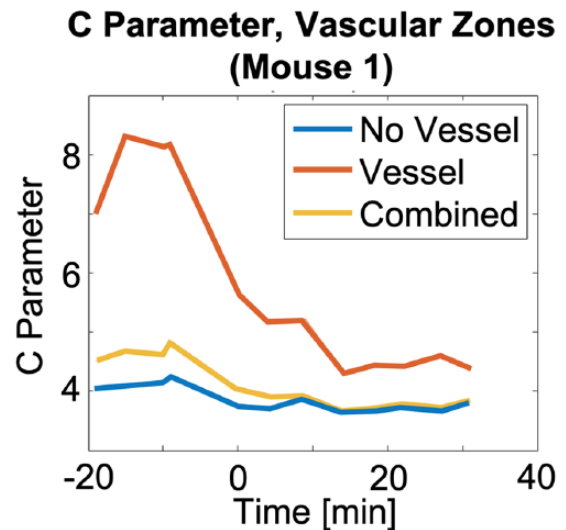 C Parameter, Vascular Zones
(Mouse 1)
No Vessel
Vessel
Combined
C Parameter
8
6
4
-20 0 20 40
Time [min]